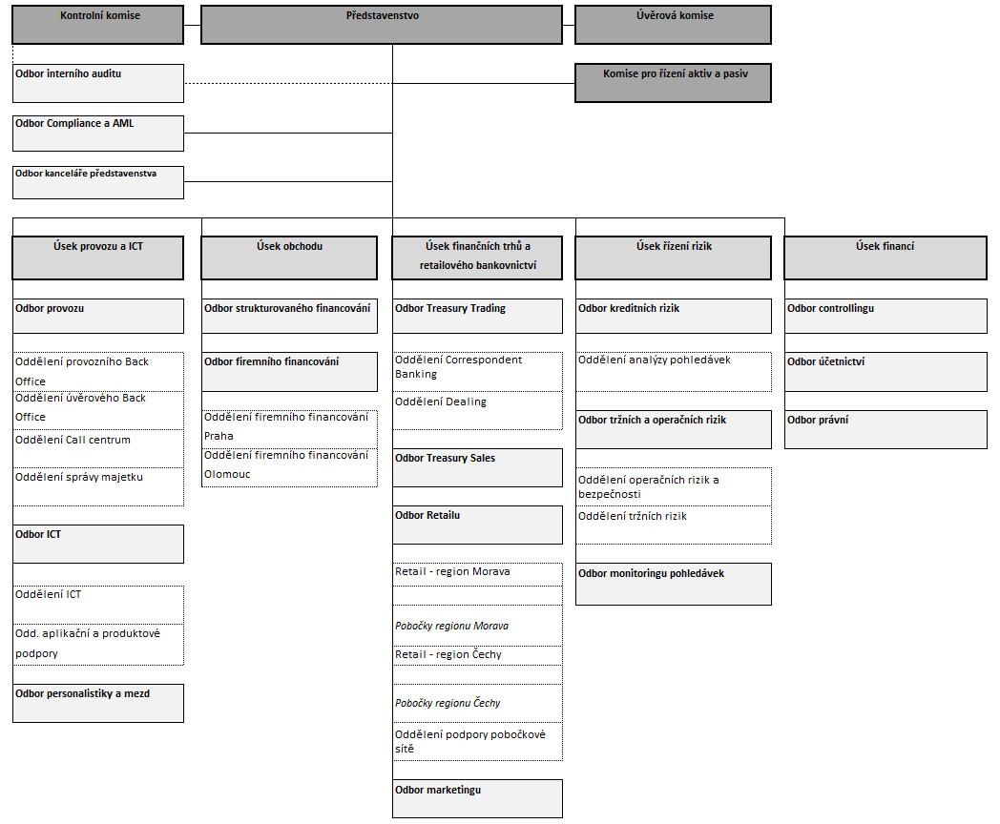 Kontrolní komise
Představenstvo
Úvěrová komise
Odbor interního auditu
Komise pro řízení aktiv a pasiv
Odbor Compliance a AML
Odbor kanceláře představenstva
Úsek provozu a ICT
Odbor provozu
Oddělení provozního Back
Office
Oddělení úvěrového Back
Office
Oddělení Call centrum
Oddělení správy majetku
Odbor ICT
Oddělení ICT
Odd. aplikační a produktové
podpory
Odbor personalistiky a mezd
Úsek obchodu
Odbor strukturovaného financování
Odbor firemního financování
Oddělení firemního financování
Praha
Oddělení firemního financování
Olomouc
Úsek finančních trhů a
retailového bankovnictví
Odbor Treasury Trading
Oddělení Correspondent
Banking
Oddělení Dealing
Odbor Treasury Sales
Odbor Retailu
Retail - region Morava
Pobočky regionu Morava
Retail - region Čechy
Pobočky regionu Čechy
Oddělení podpory pobočkové
sítě
Odbor marketingu
Úsek řízení rizik
Odbor kreditních rizik
Oddělení analýzy pohledávek
Odbor tržních a operačních rizik
Oddělení operačních rizik a
bezpečnosti
Oddělení tržních rizik
Odbor monitoringu pohledávek
Úsek financí
Odbor controllingu
Odbor účetnictví
Odbor právní